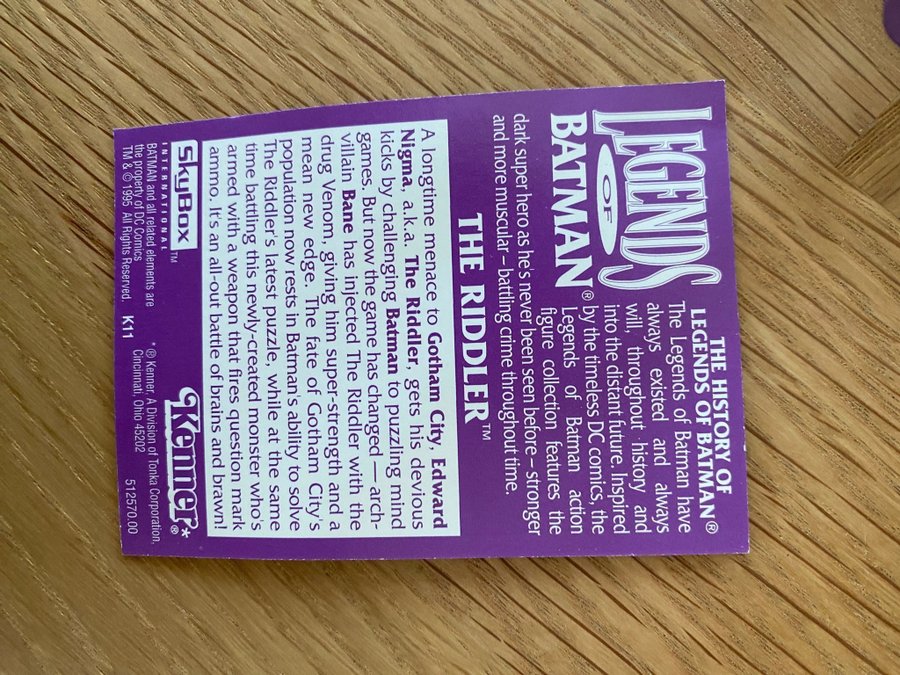 LEGENDS
OF
BATMAN®
THE HISTORY OF
LEGENDS OF BATMAN®
The Legends of Batman have
always existed and always
will, throughout history and
into the distant future. Inspired
by the timeless DC comics, the
Legends of Batman action
figure collection features the
dark super hero as he's never been seen before–stronger
and more muscular–battling crime throughout time.
THE RIDDLER™
A longtime menace to Gotham City, Edward
Nigma, a.k.a. The Riddler, gets his devious
kicks by challenging Batman to puzzling mind
games. But now the game has changed — arch-
villain Bane has injected The Riddler with the
drug Venom, giving him super-strength and a
mean new edge. The fate of Gotham City's
population now rests in Batman's ability to solve
The Riddler's latest puzzle, while at the same
time battling this newly-created monster who's
armed with a weapon that fires question mark
ammo. It's an all-out battle of brains and brawn!
SkyBox™
INTERNATIONAL
BATMAN and all related elements are
the property of DC Comics
TM & © 1995 All Rights Reserved. K11
Kenner®*
*® Kenner, A Division of Tonka Corporation,
Cincinnati, Ohio 45202
512570.00